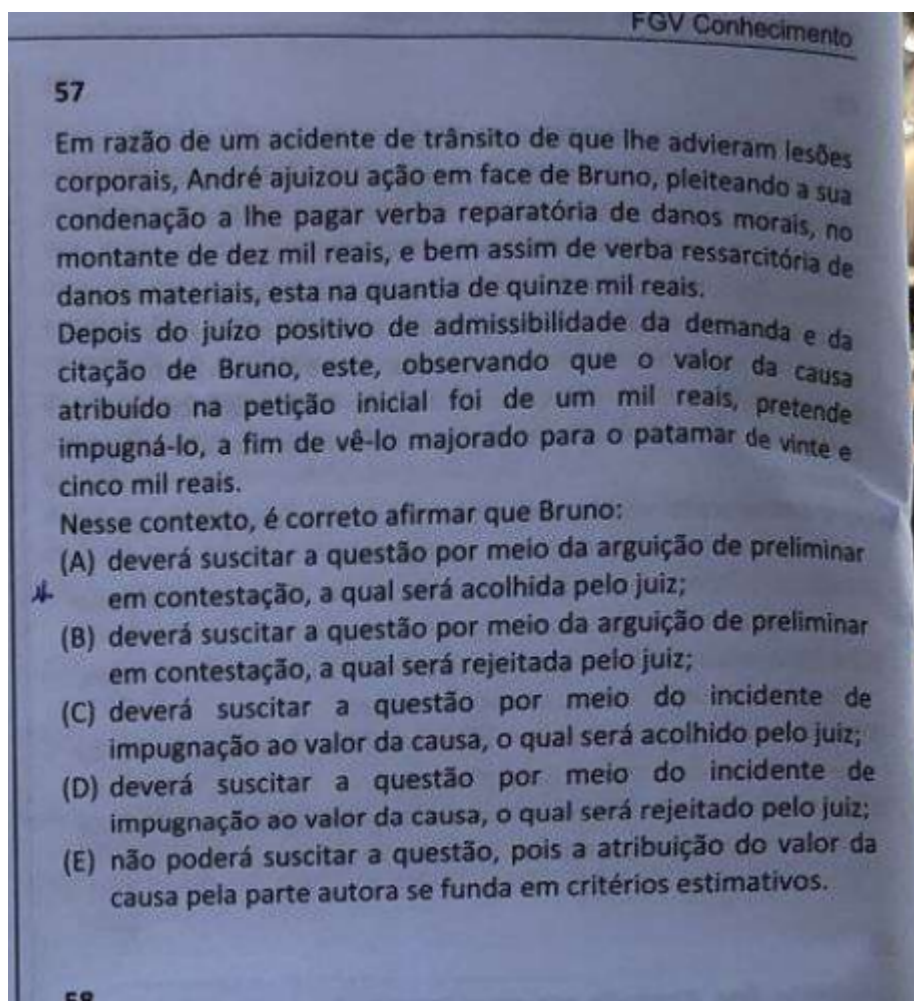 FGV Conhecimento
57
Em razão de um acidente de trânsito de que lhe advieram lesões
corporais, André ajuizou ação em face de Bruno, pleiteando a sua
condenação a lhe pagar verba reparatória de danos morais, no
montante de dez mil reais, e bem assim de verba ressarcitória de
danos materiais, esta na quantia de quinze mil reais.
Depois do juízo positivo de admissibilidade da demanda e da
citação de Bruno, este, observando que o valor da causa
atribuído na petição inicial foi de um mil reais, pretende
impugná-lo, a fim de vê-lo majorado para o patamar de vinte e
cinco mil reais.
Nesse contexto, é correto afirmar que Bruno:
(A) deverá suscitar a questão por meio da arguição de preliminar
em contestação, a qual será acolhida pelo juiz;
(B) deverá suscitar a questão por meio da arguição de preliminar
em contestação, a qual será rejeitada pelo juiz;
(C) deverá suscitar a questão por meio do incidente de
impugnação ao valor da causa, o qual será acolhido pelo juiz;
(D) deverá suscitar a questão por meio do incidente de
impugnação ao valor da causa, o qual será rejeitado pelo juiz;
(E) não poderá suscitar a questão, pois a atribuição do valor da
causa pela parte autora se funda em critérios estimativos.
58